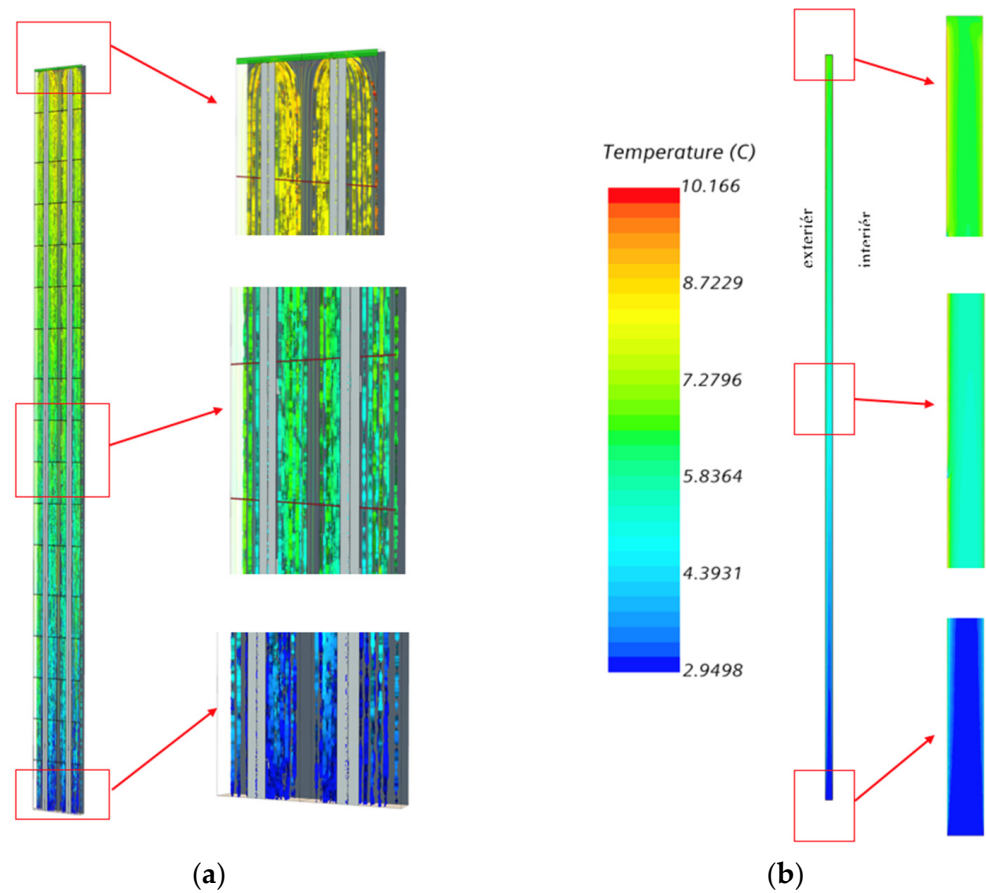 Temperature (C)
10.166
8.7229
7.2796
5.8364
4.3931
2.9498
exteriér
interiér
(a)
(b)